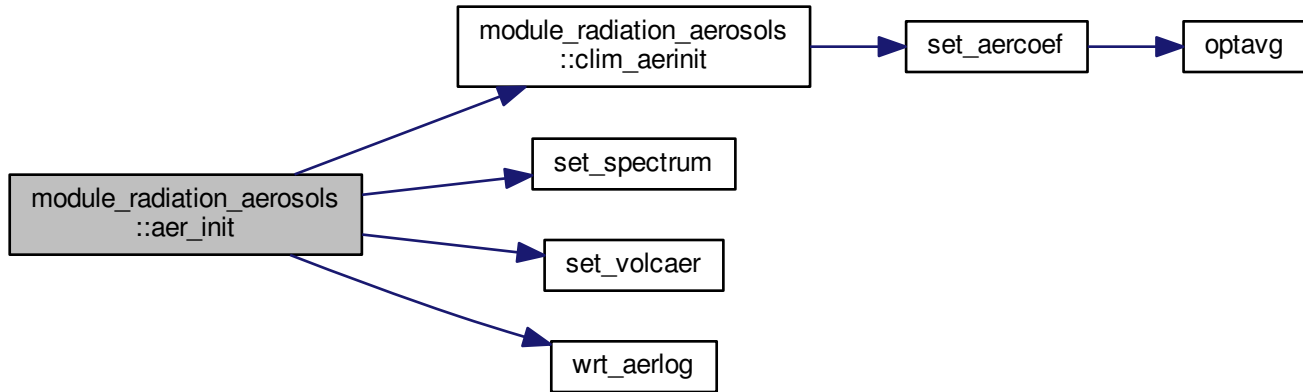 module_radiation_aerosols
::clim_aerinit
set_aercoef
optavg
set_spectrum
module_radiation_aerosols
::aer_init
set_volcaer
wrt_aerlog